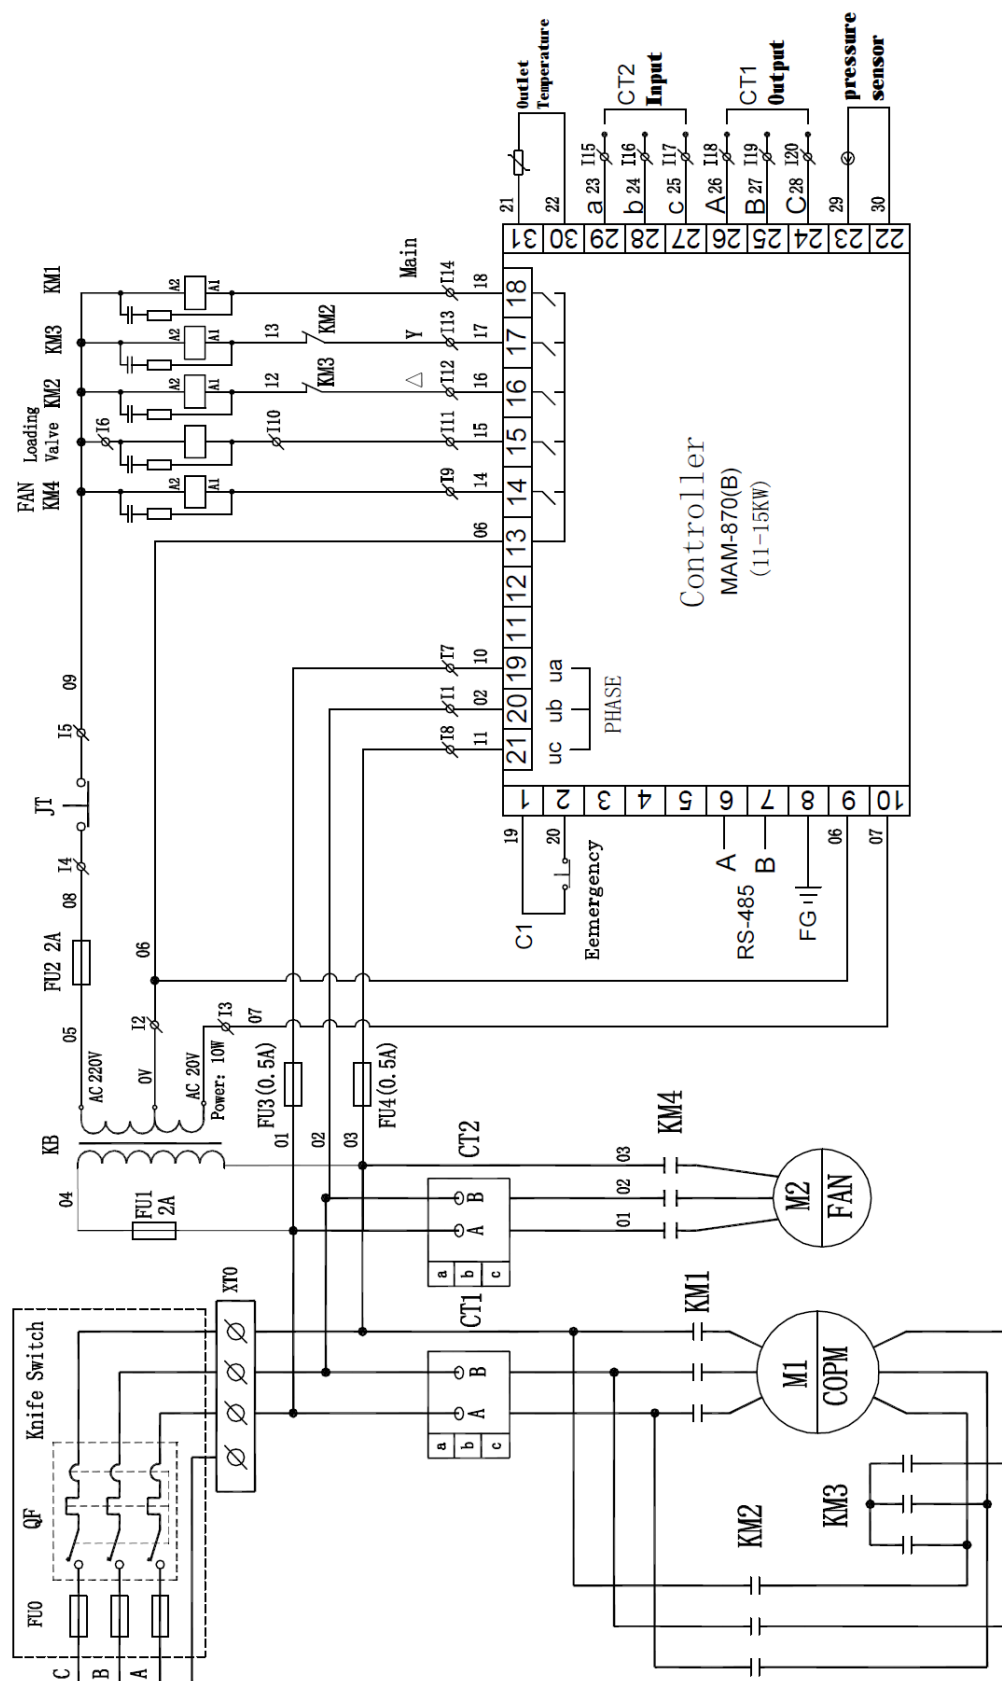 Outlet
Temperature
CT2
Input
CT1
Output
pressure
sensor
21
22
I15
I16
I17
I18
I19
I20
a 23
b 24
c 25
A 26
B 27
C 28
29
30
31
30
29
28
27
26
25
24
23
22
KM1
A2
A1
Main
I14
18
18
KM3
A2
A1
13
KM2
Y
I13
17
17
KM2
A2
A1
12
KM3
△
I12
16
16
Loading
Valve
I6
I10
I11
15
15
FAN
KM4
A2
A1
I9
14
14
06
13
12
11
Controller
MAM-870(B)
(11-15KW)
I7
10
19
ua
I1
02
20
ub
I8
11
21
uc
PHASE
09
I5
JT
I4
08
FU2 2A
05
06
I2
I3
07
AC 220V
0V
AC 20V
Power: 10W
KB
1
2
3
4
5
6
7
8
9
10
19
20
C1
Eemergency
A
B
RS-485
FG
06
07
FU3(0.5A)
FU4(0.5A)
01
02
03
04
FU1
2A
CT2
B
A
a
b
c
KM4
03
02
01
M2
FAN
XT0
Knife Switch
QF
FU0
C
B
A
CT1
B
A
a
b
c
KM1
M1
COPM
KM2
KM3